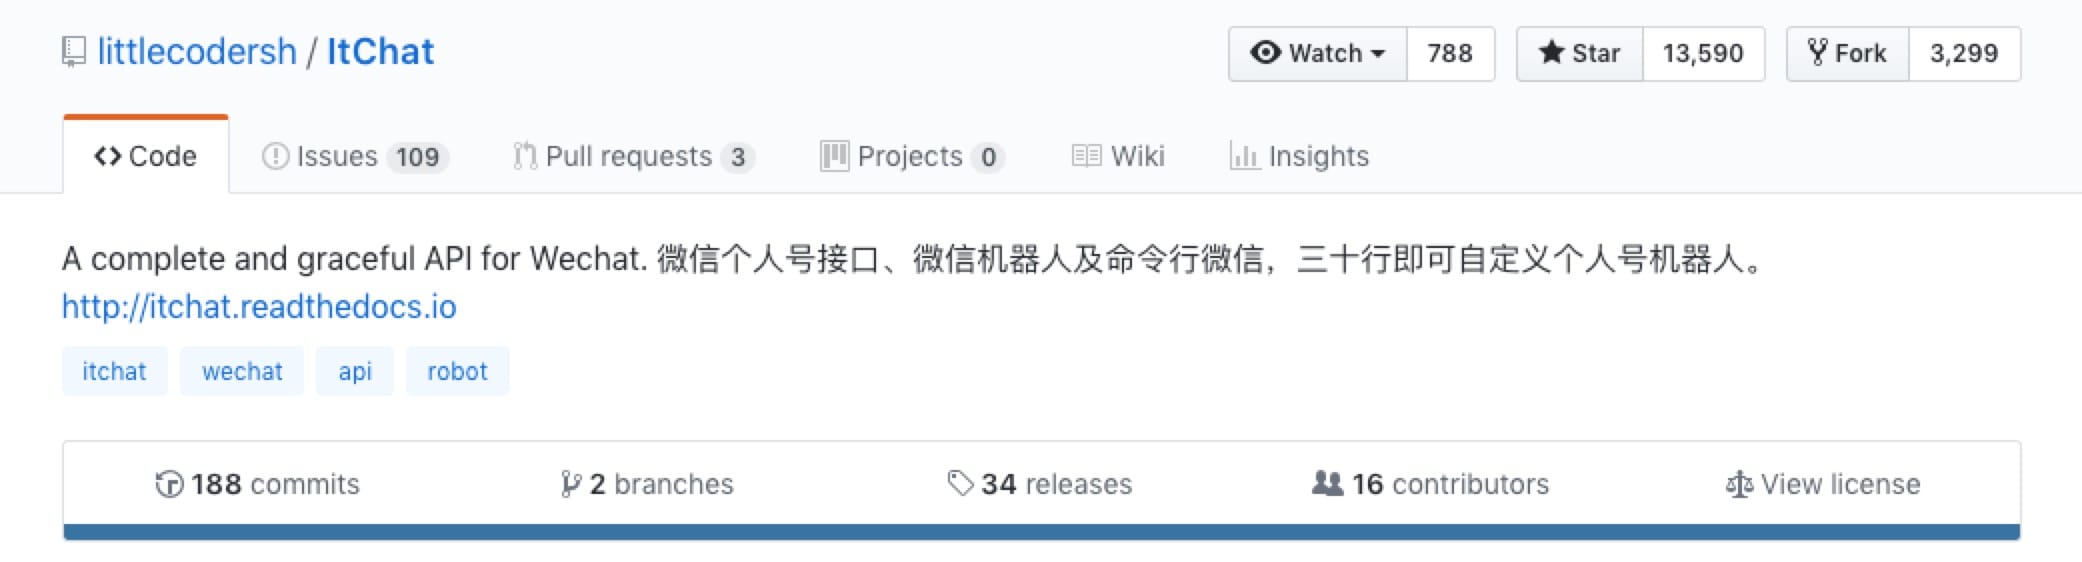 littlecodersh / ItChat
Watch 788 Star 13,590 Fork 3,299
<> Code Issues 109 Pull requests 3 Projects 0 Wiki Insights
A complete and graceful API for Wechat. 微信个人号接口、微信机器人及命令行微信，三十行即可自定义个人号机器人。
http://itchat.readthedocs.io
itchat wechat api robot
188 commits 2 branches 34 releases 16 contributors View license